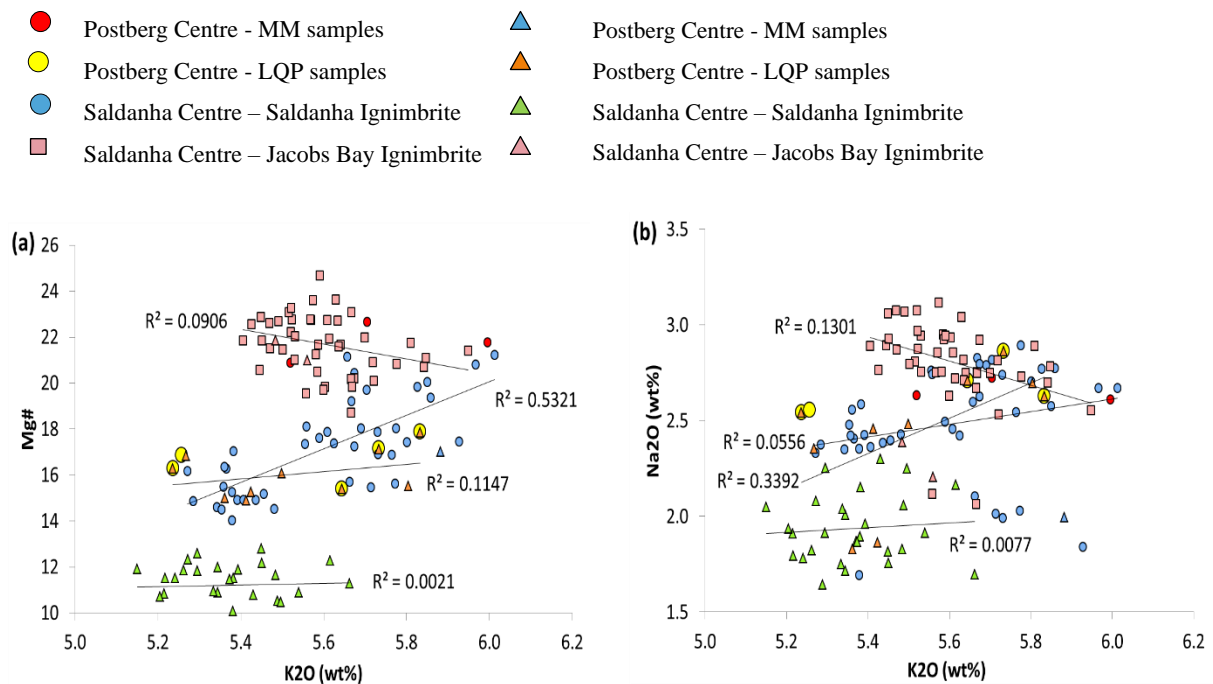 Postberg Centre - MM samples
Postberg Centre - MM samples
Postberg Centre - LQP samples
Postberg Centre - LQP samples
Saldanha Centre – Saldanha Ignimbrite
Saldanha Centre – Saldanha Ignimbrite
Saldanha Centre – Jacobs Bay Ignimbrite
Saldanha Centre – Jacobs Bay Ignimbrite
(a)
Mg#
26
24
22
20
18
16
14
12
10
R² = 0.0906
R² = 0.5321
R² = 0.1147
R² = 0.0021
5.0 5.2 5.4 5.6 5.8 6.0 6.2
K2O (wt%)
(b)
Na2O (wt%)
3.5
3.0
2.5
2.0
1.5
R² = 0.1301
R² = 0.0556
R² = 0.3392
R² = 0.0077
5.0 5.2 5.4 5.6 5.8 6.0 6.2
K2O (wt%)